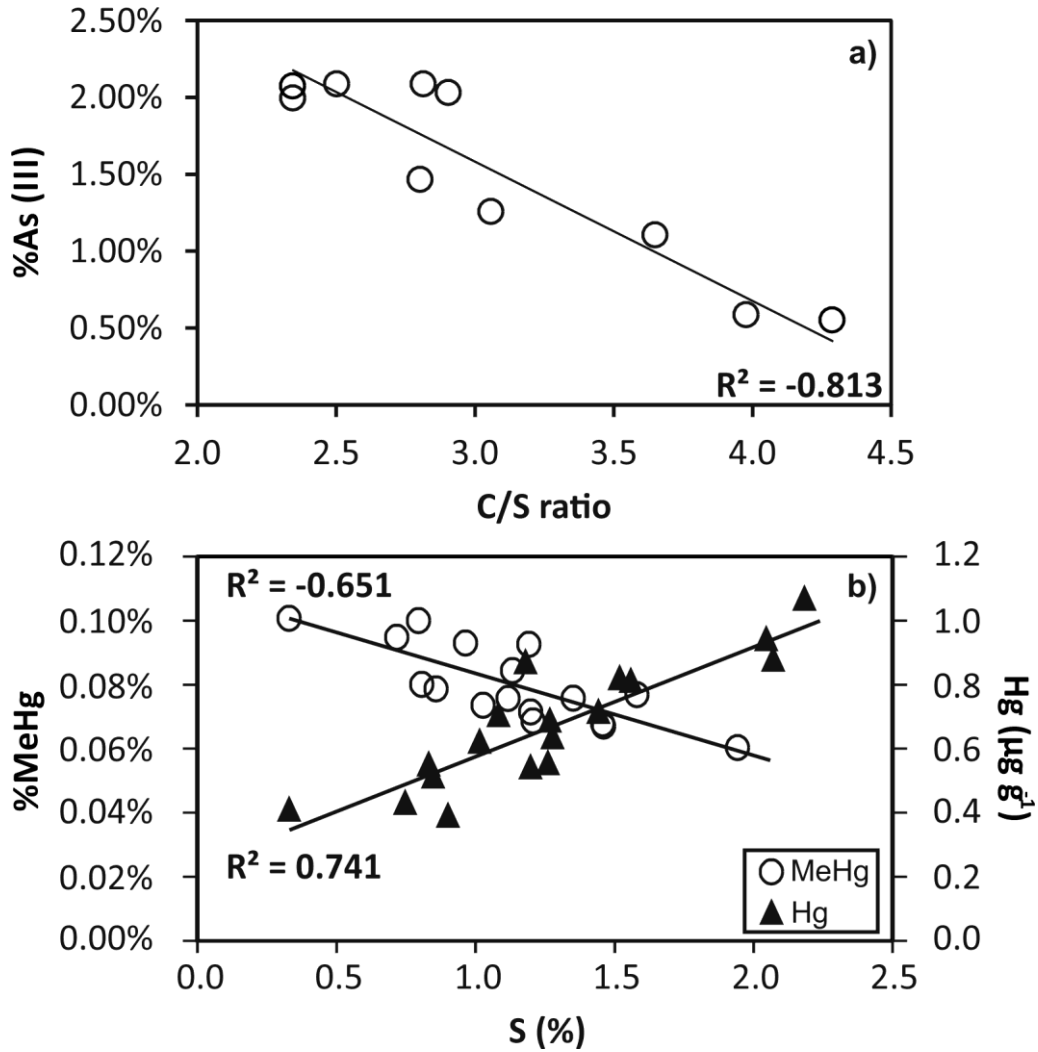 2.50%
a)
2.00%
1.50%
1.00%
0.50%
0.00%
%As (III)
R² = -0.813
2.0 2.5 3.0 3.5 4.0 4.5
C/S ratio
0.12%
0.10%
0.08%
0.06%
0.04%
0.02%
0.00%
%MeHg
R² = -0.651
b)
R² = 0.741
MeHg
Hg
1.2
1.0
0.8
0.6
0.4
0.2
0.0
Hg (µg g⁻¹)
0.0 0.5 1.0 1.5 2.0 2.5
S (%)